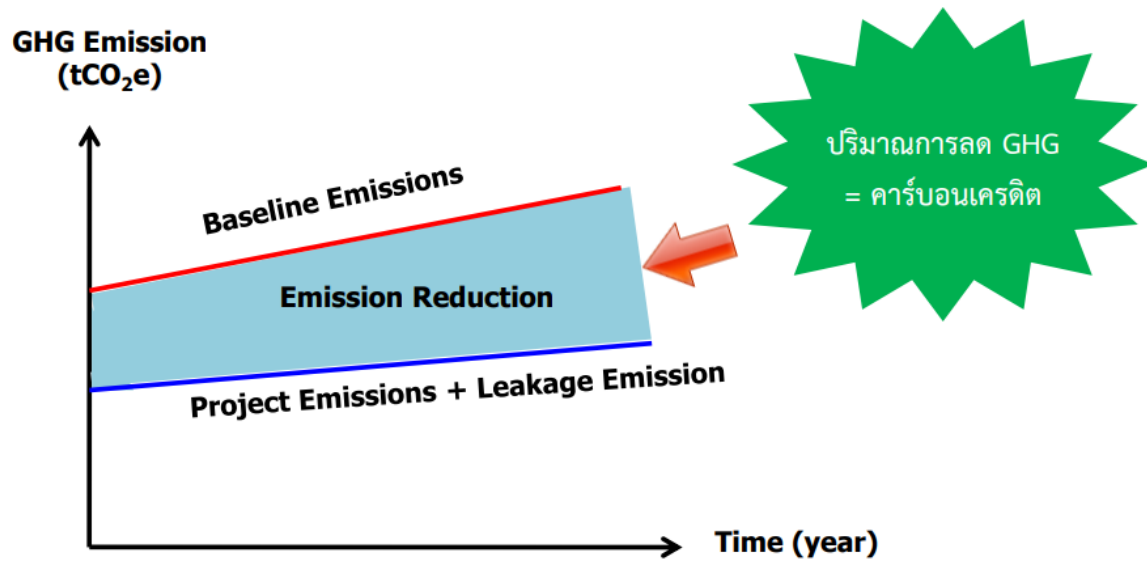 GHG Emission
(tCO₂e)
Baseline Emissions
Emission Reduction
Project Emissions + Leakage Emission
Time (year)
ปริมาณการลด GHG
= คาร์บอนเครดิต